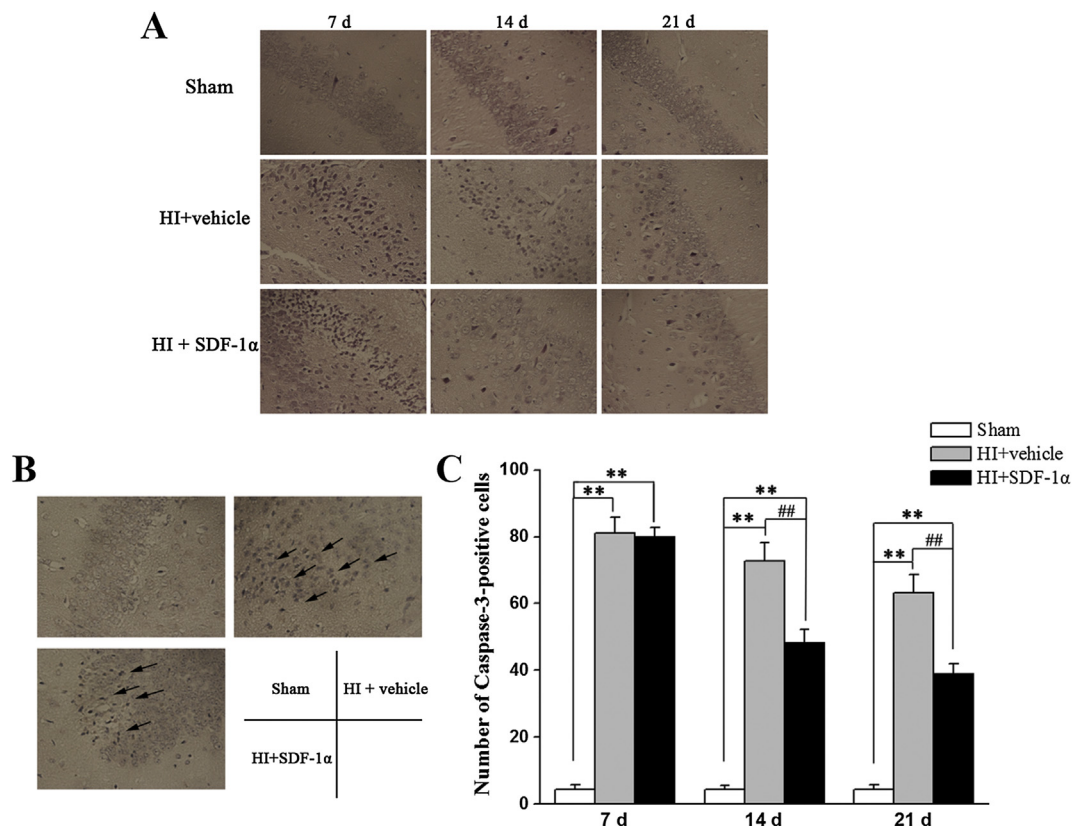 A
7 d 14 d 21 d
Sham
HI+vehicle
HI + SDF-1α
B
Sham HI + vehicle
HI+SDF-1α
C
Sham
HI+vehicle
HI+SDF-1α
Number of Caspase-3-positive cells
100
80
60
40
20
0
** ** **
** ** ## ** ##
7 d 14 d 21 d